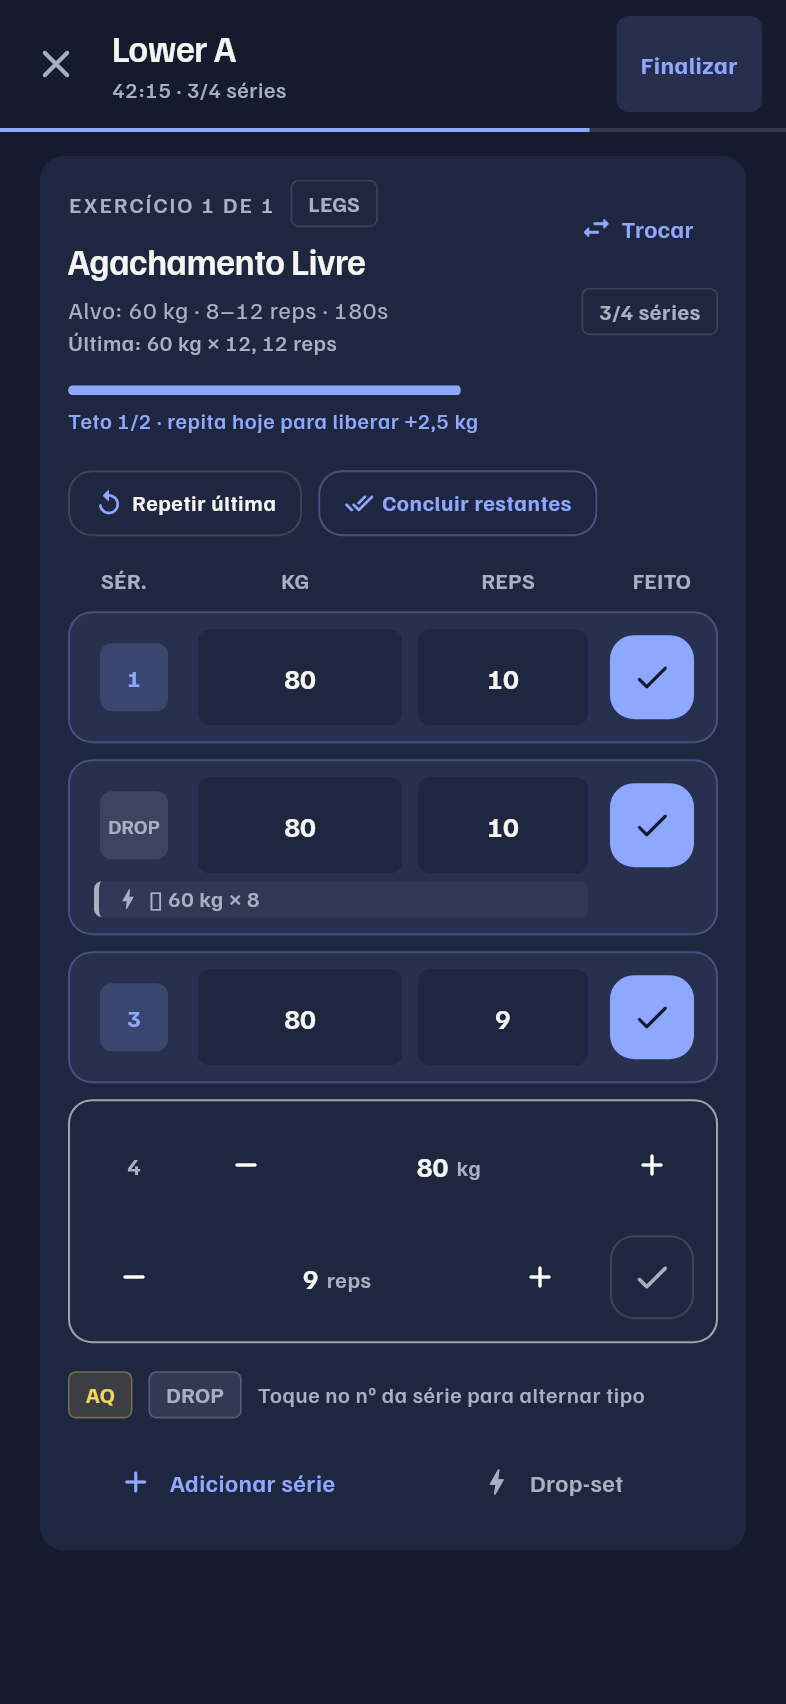 Lower A
42:15 · 3/4 séries
Finalizar
EXERCÍCIO 1 DE 1
LEGS
Trocar
Agachamento Livre
Alvo: 60 kg · 8–12 reps · 180s
3/4 séries
Última: 60 kg × 12, 12 reps
Teto 1/2 · repita hoje para liberar +2,5 kg
Repetir última
Concluir restantes
SÉR. KG REPS FEITO
1 80 10
DROP 80 10
60 kg × 8
3 80 9
4 80 kg
9 reps
AQ
DROP
Toque no nº da série para alternar tipo
Adicionar série
Drop-set